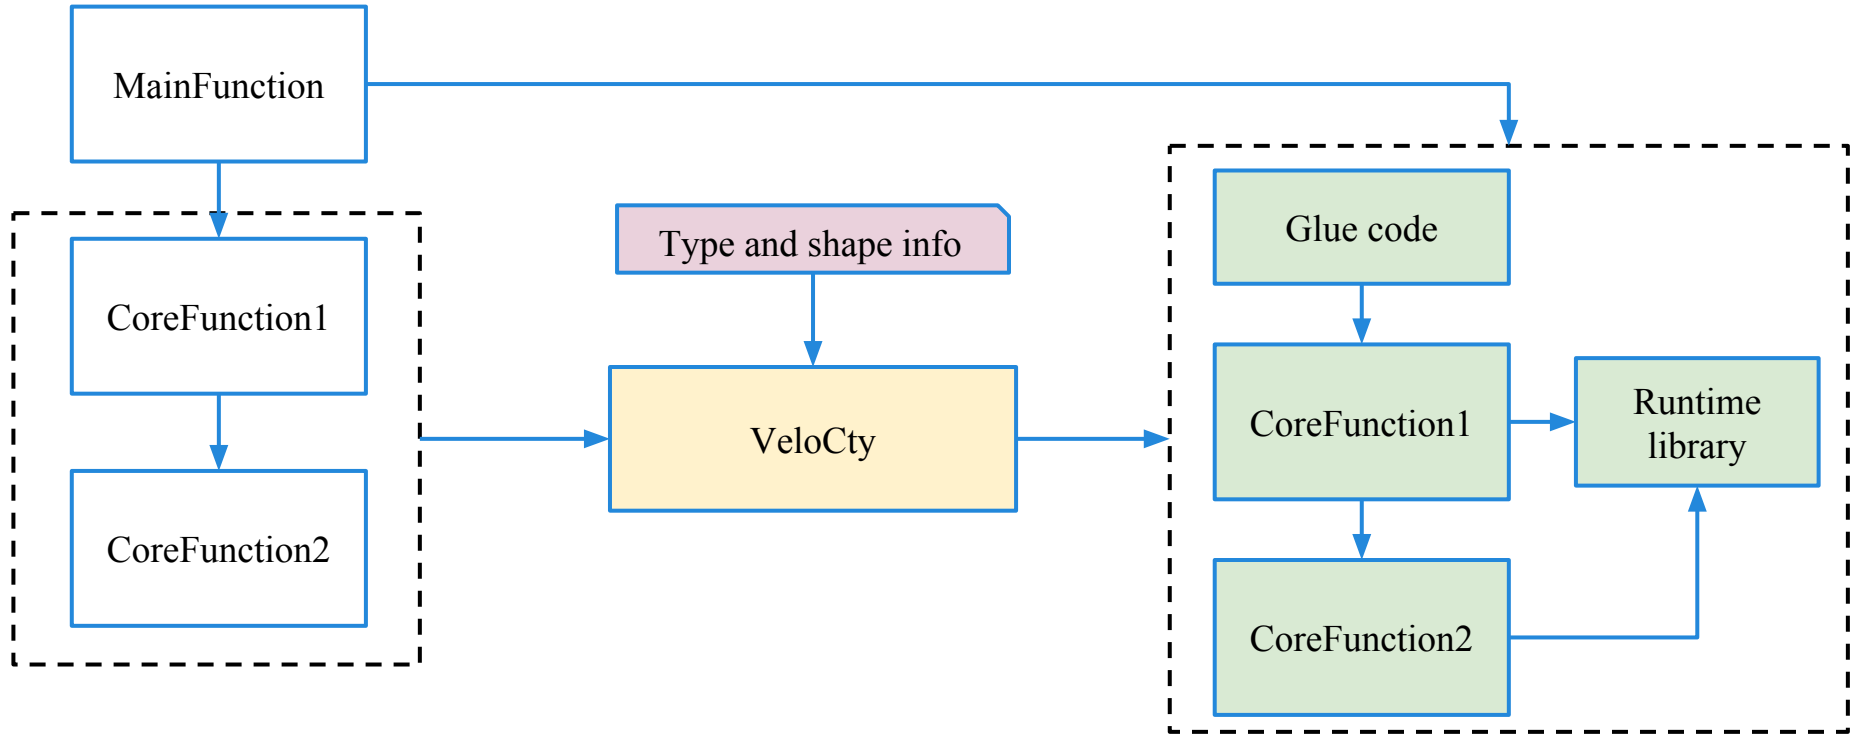 MainFunction
CoreFunction1
CoreFunction2
Type and shape info
VeloCty
Glue code
CoreFunction1
Runtime
library
CoreFunction2